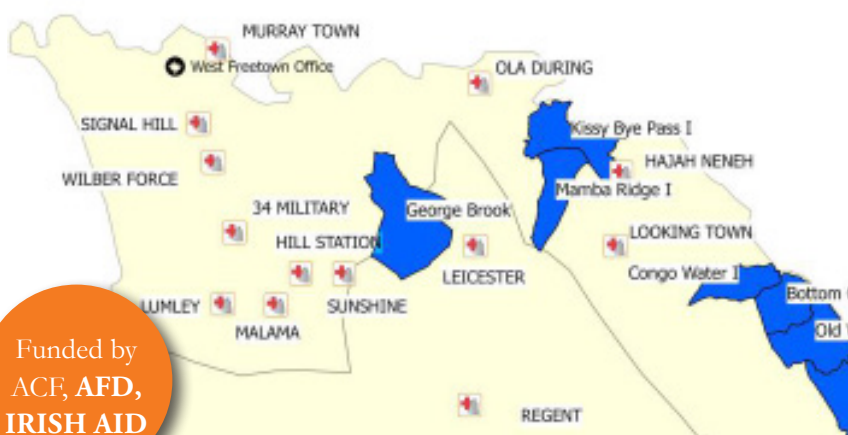 MURRAY TOWN
West Freetown Office
OLA DURING
SIGNAL HILL
Kissy Bye Pass I
WILBER FORCE
HAJAH NENEH
Mamba Ridge I
34 MILITARY
George Brook
HILL STATION
LOOKING TOWN
LEICESTER
Congo Water I
LUMLEY
SUNSHINE
Bottom
MALAMA
Old
Funded by
ACF, AFD,
IRISH AID
REGENT